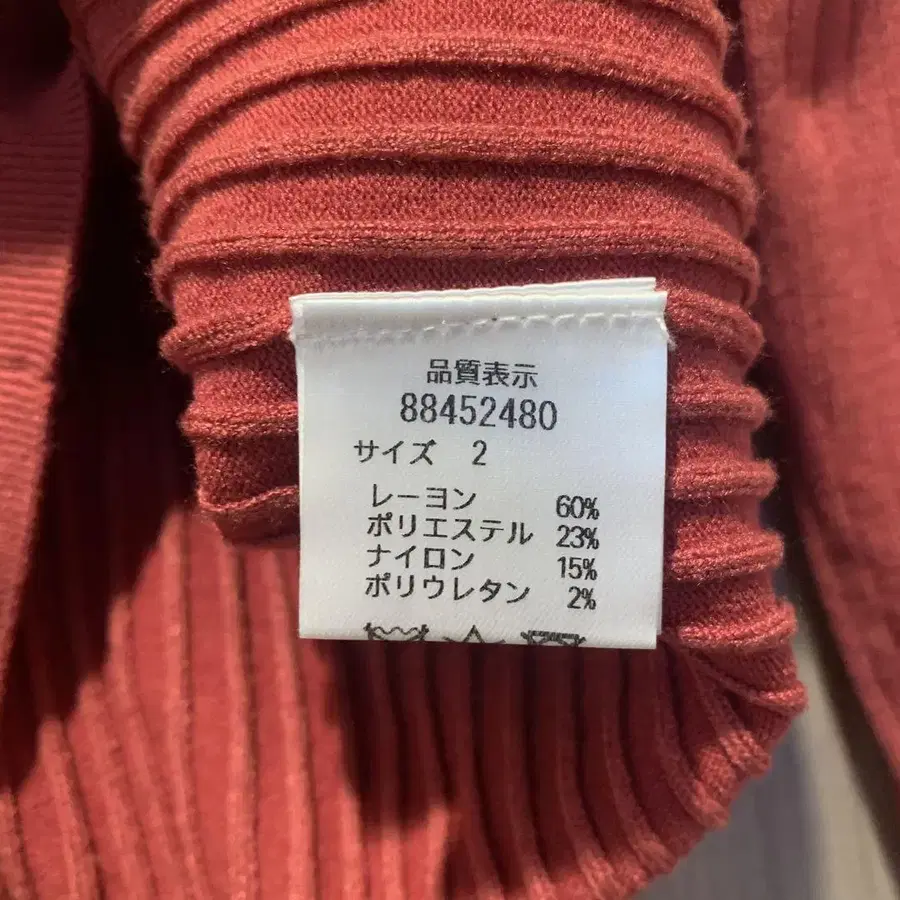 品質表示
88452480
サイズ 2
レーヨン 60%
ポリエステル 23%
ナイロン 15%
ポリウレタン 2%